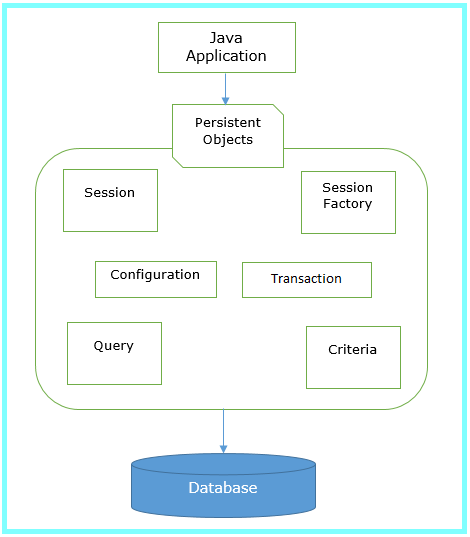 Java
Application
Persistent
Objects
Session
Session
Factory
Configuration
Transaction
Query
Criteria
Database